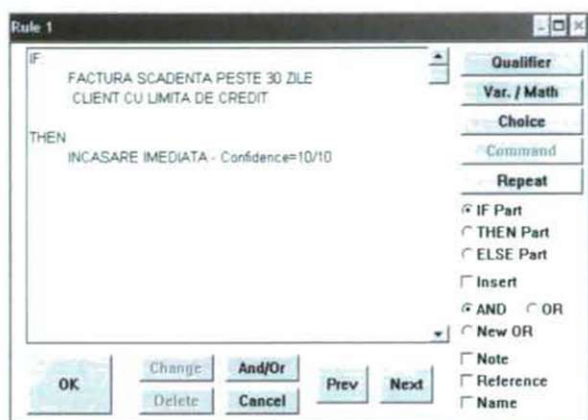 Rule 1
IF
FACTURA SCADENTA PESTE 30 ZILE
CLIENT CU LIMITA DE CREDIT
THEN
INCASARE IMEDIATA - Confidence=10/10
Qualifier
Var. / Math
Choice
Command
Repeat
IF Part
THEN Part
ELSE Part
Insert
AND OR
New OR
Note
Reference
Name
OK
Change
And/Or
Prev
Next
Delete
Cancel